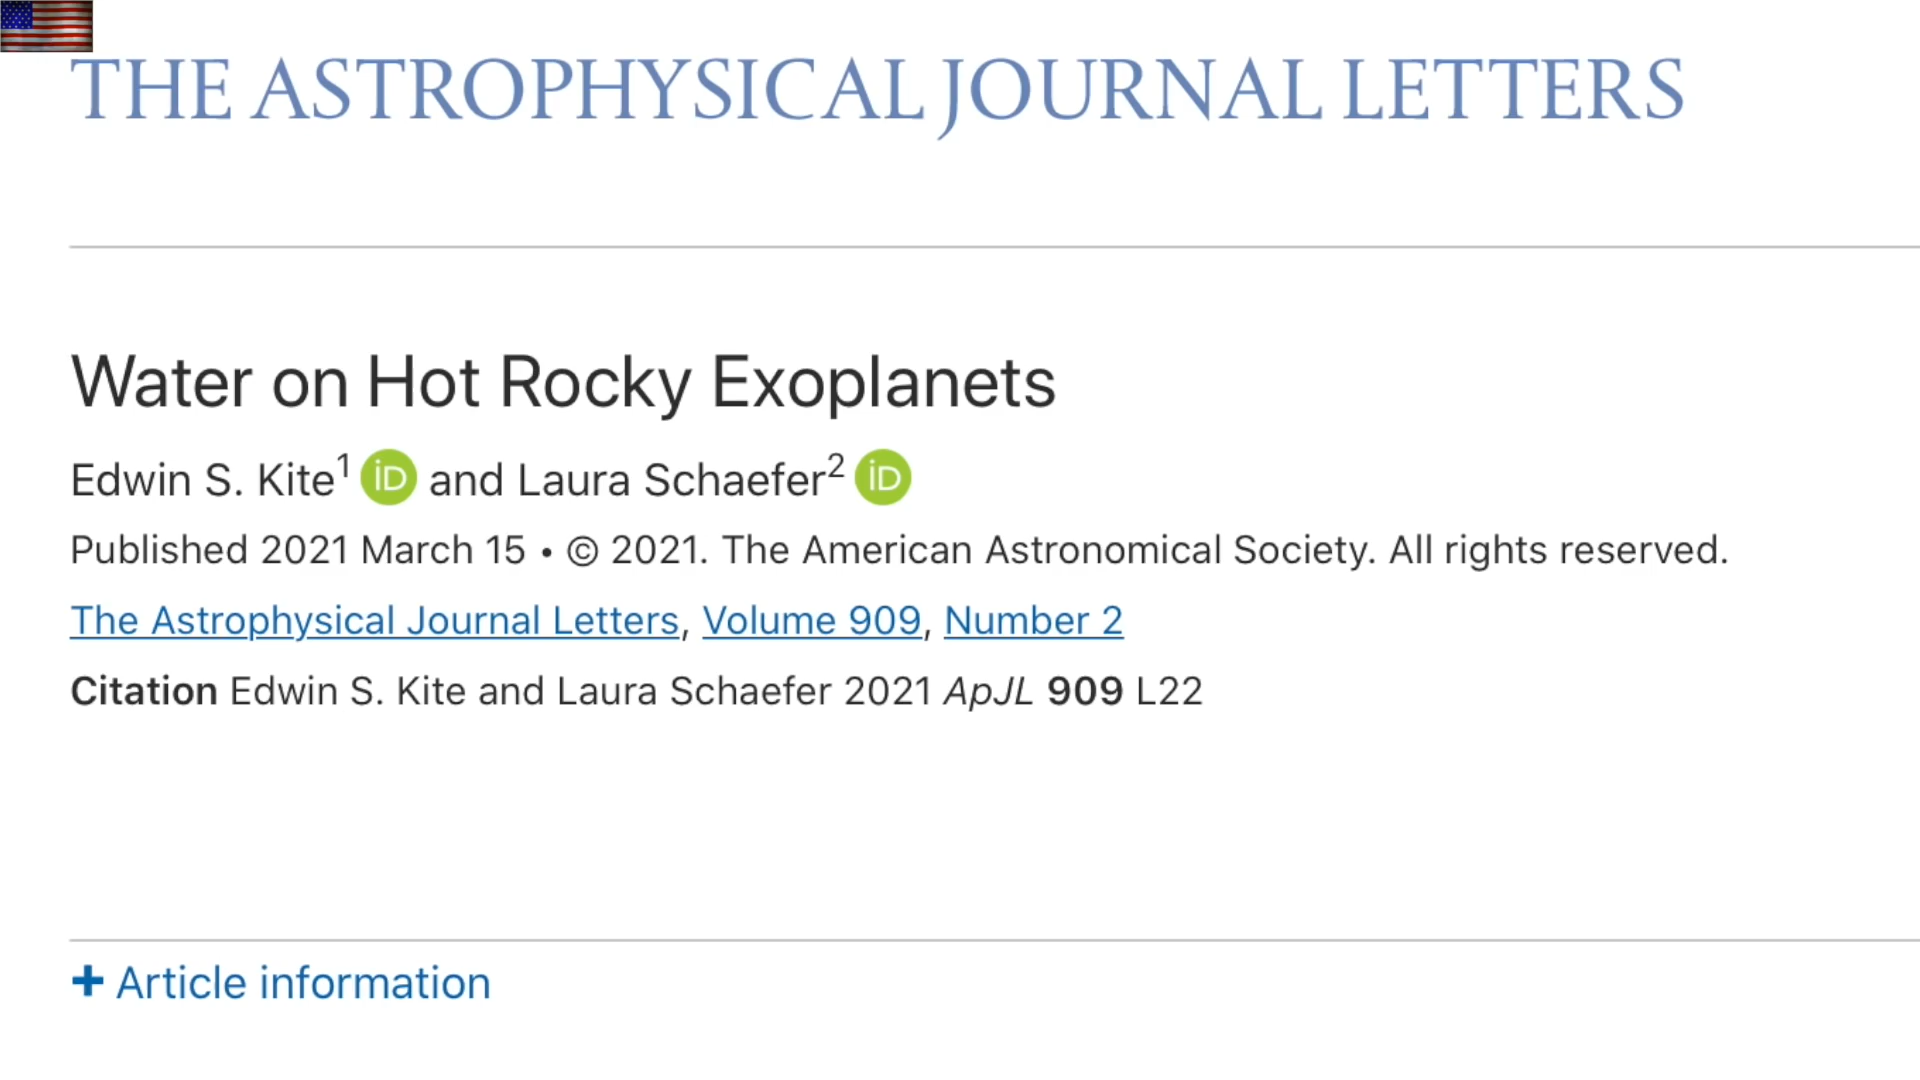 THE ASTROPHYSICAL JOURNAL LETTERS
Water on Hot Rocky Exoplanets
Edwin S. Kite1 iD and Laura Schaefer2 iD
Published 2021 March 15 • © 2021. The American Astronomical Society. All rights reserved.
The Astrophysical Journal Letters, Volume 909, Number 2
Citation Edwin S. Kite and Laura Schaefer 2021 ApJL 909 L22
+ Article information